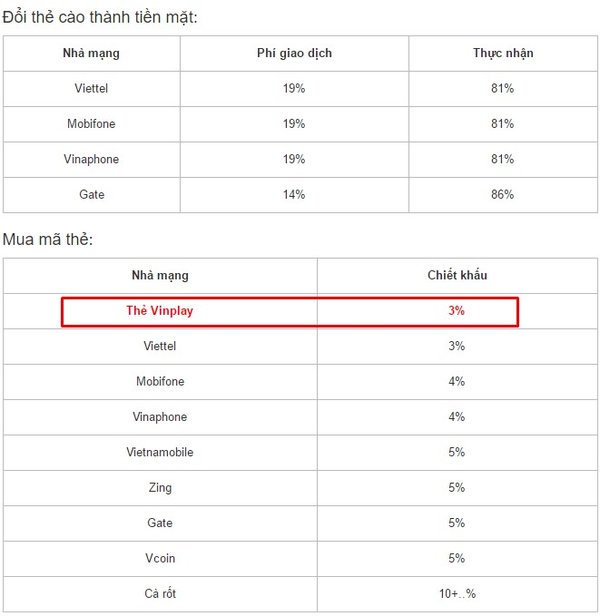 Đổi thẻ cào thành tiền mặt:
Nhà mạng Phí giao dịch Thực nhận
Viettel 19% 81%
Mobifone 19% 81%
Vinaphone 19% 81%
Gate 14% 86%
Mua mã thẻ:
Nhà mạng Chiết khấu
Thẻ Vinplay 3%
Viettel 3%
Mobifone 4%
Vinaphone 4%
Vietnamobile 5%
Zing 5%
Gate 5%
Vcoin 5%
Cà rốt 10+..%